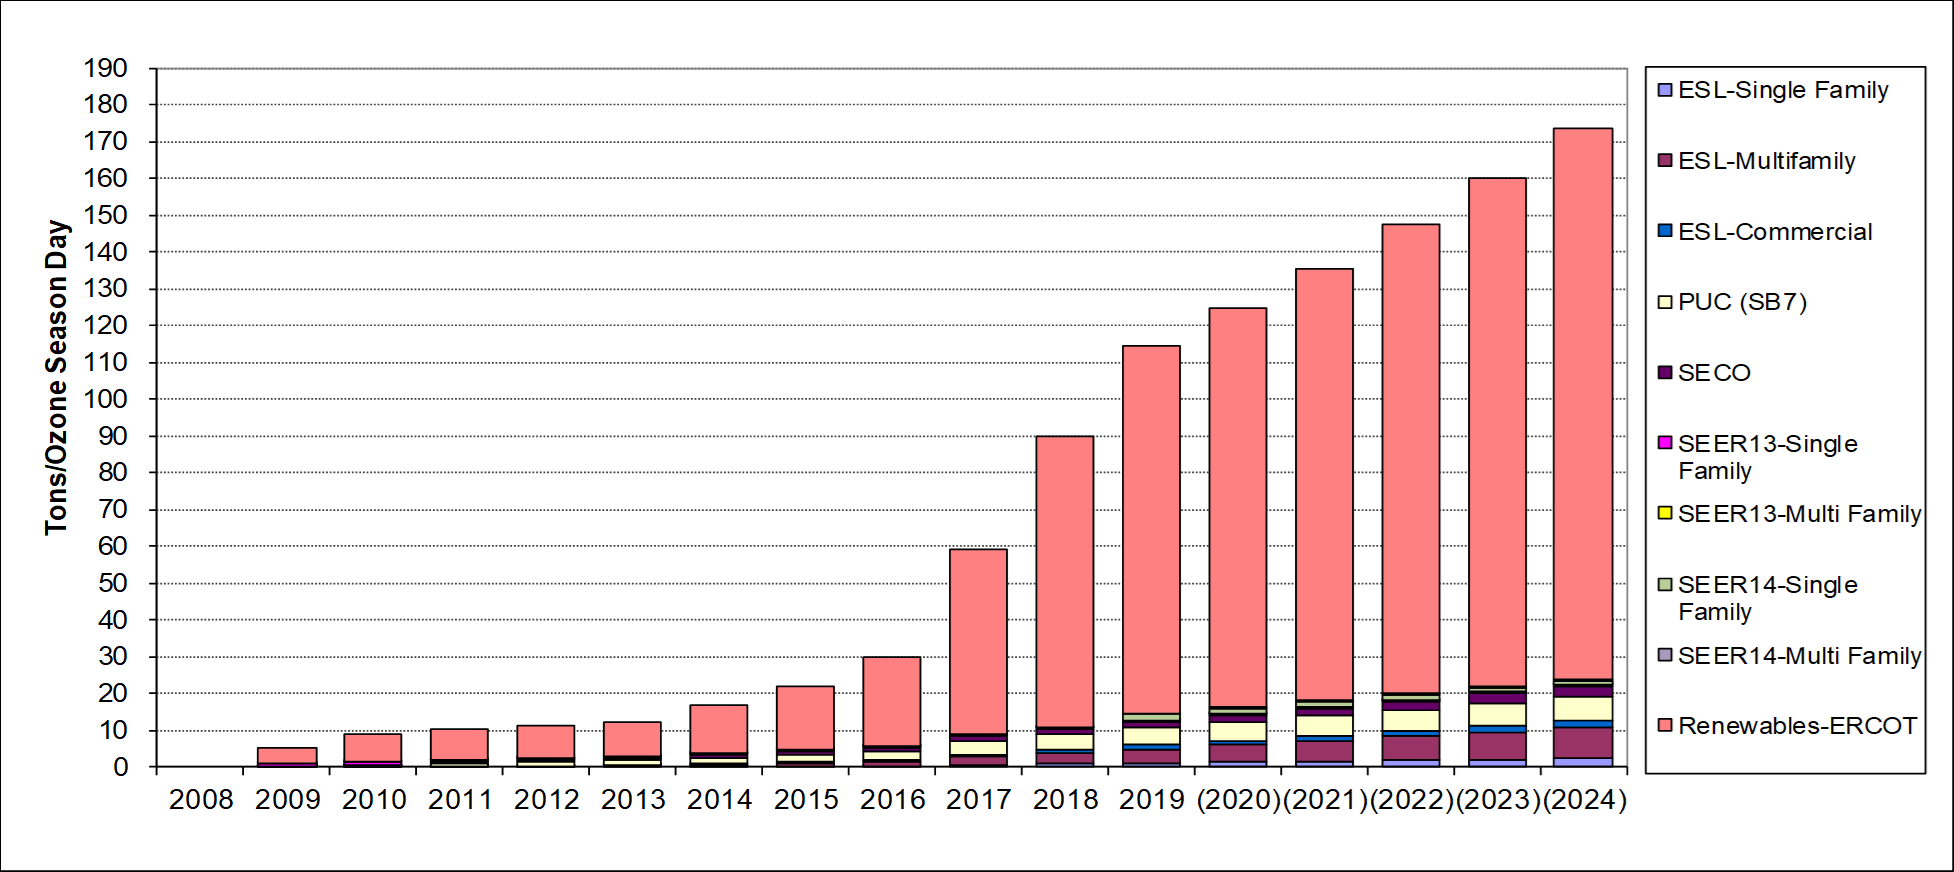 190
180
170
160
150
140
130
120
110
100
90
80
70
60
50
40
30
20
10
0
Tons/Ozone Season Day
2008 2009 2010 2011 2012 2013 2014 2015 2016 2017 2018 2019 (2020) (2021) (2022) (2023) (2024)
ESL-Single Family
ESL-Multifamily
ESL-Commercial
PUC (SB7)
SECO
SEER13-Single
Family
SEER13-Multi Family
SEER14-Single
Family
SEER14-Multi Family
Renewables-ERCOT